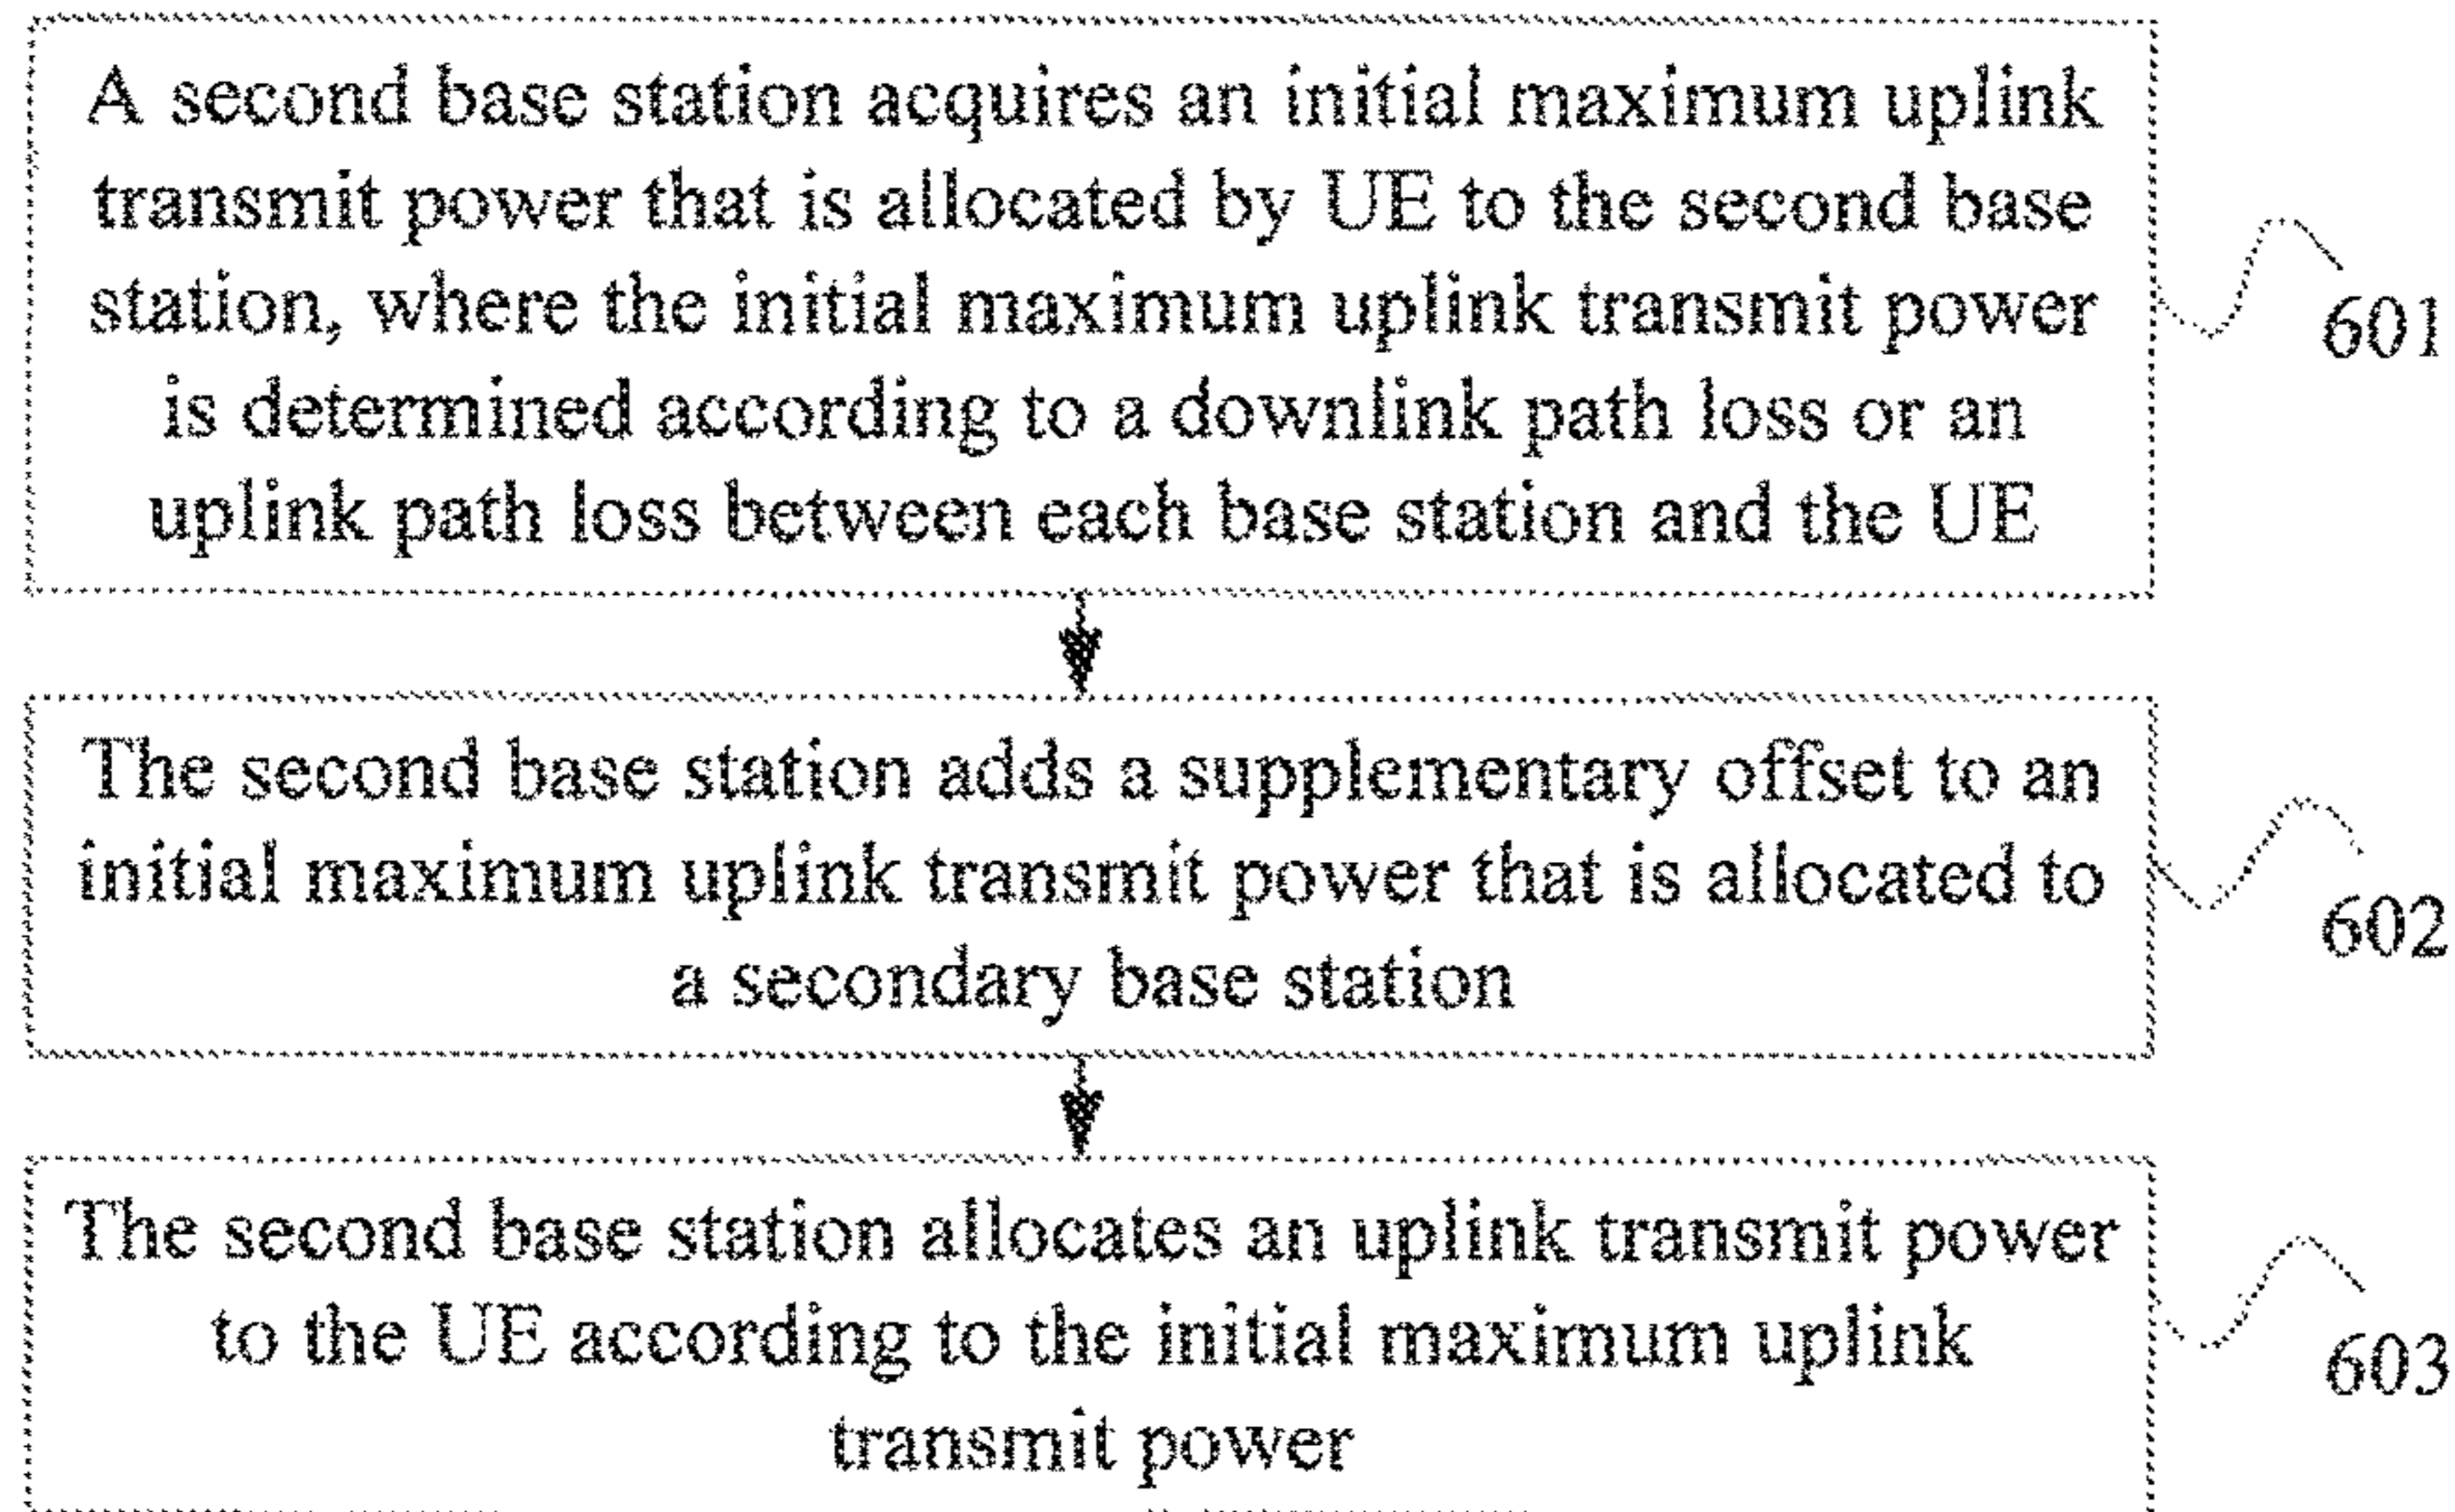 A second base station acquires an initial maximum uplink
transmit power that is allocated by UE to the second base
station, where the initial maximum uplink transmit power
is determined according to a downlink path loss or an
uplink path loss between each base station and the UE
601
The second base station adds a supplementary offset to an
initial maximum uplink transmit power that is allocated to
a secondary base station
602
The second base station allocates an uplink transmit power
to the UE according to the initial maximum uplink
transmit power
603